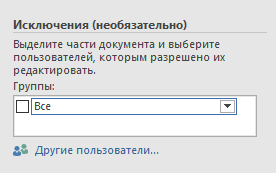 Исключения (необязательно)
Выделите части документа и выберите
пользователей, которым разрешено их
редактировать.
Группы:
Все
Другие пользователи...